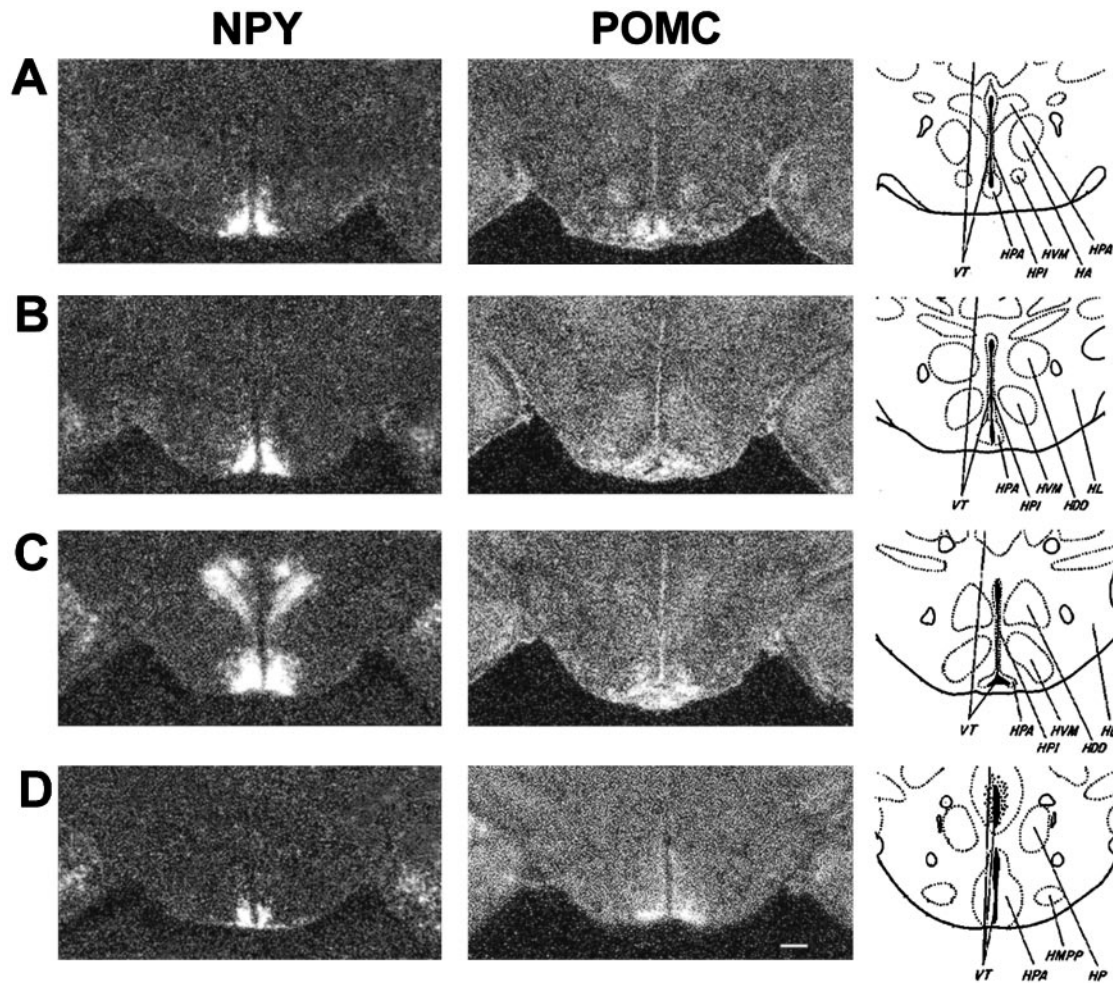 NPY POMC
A
HPA HVM HPA
VT HPI HA
B
HPA HVM HL
VT HPI HDD
C
VT HPA HVM HL
HPI HDD
D
HMPP
VT HPA HP